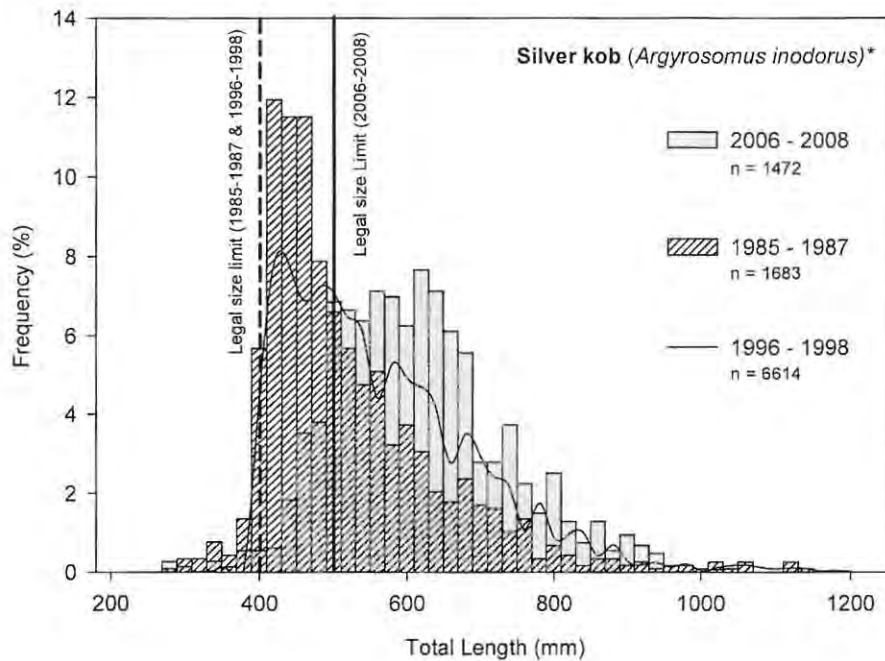 14
12
10
8
6
4
2
0
Frequency (%)
200
400
600
800
1000
1200
Total Length (mm)
Legal size limit (1985-1987 & 1996-1998)
Legal size Limit (2006-2008)
Silver kob (Argyrosomus inodorus)*
2006 - 2008
n = 1472
1985 - 1987
n = 1683
1996 - 1998
n = 6614